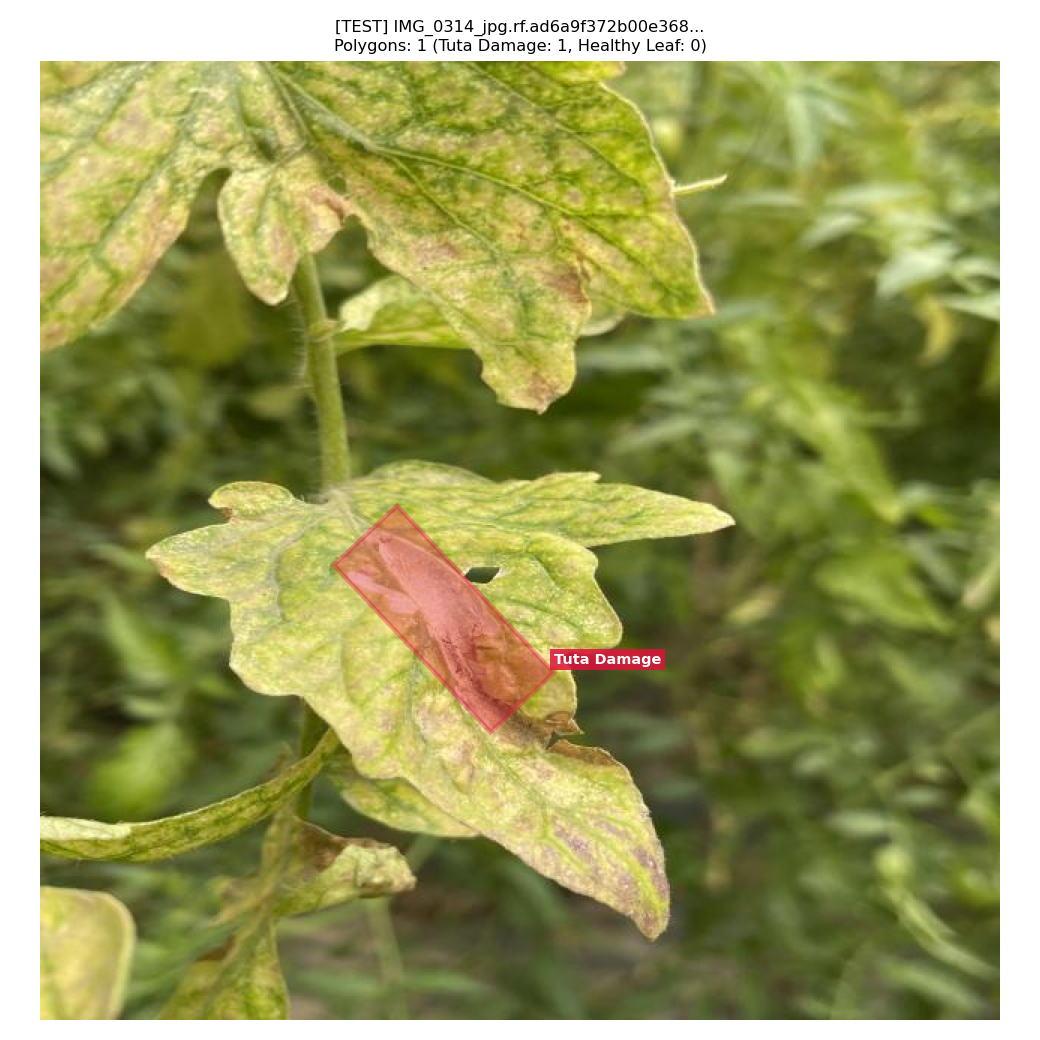 [TEST] IMG_0314_jpg.rf.ad6a9f372b00e368...
Polygons: 1 (Tuta Damage: 1, Healthy Leaf: 0)
Tuta Damage